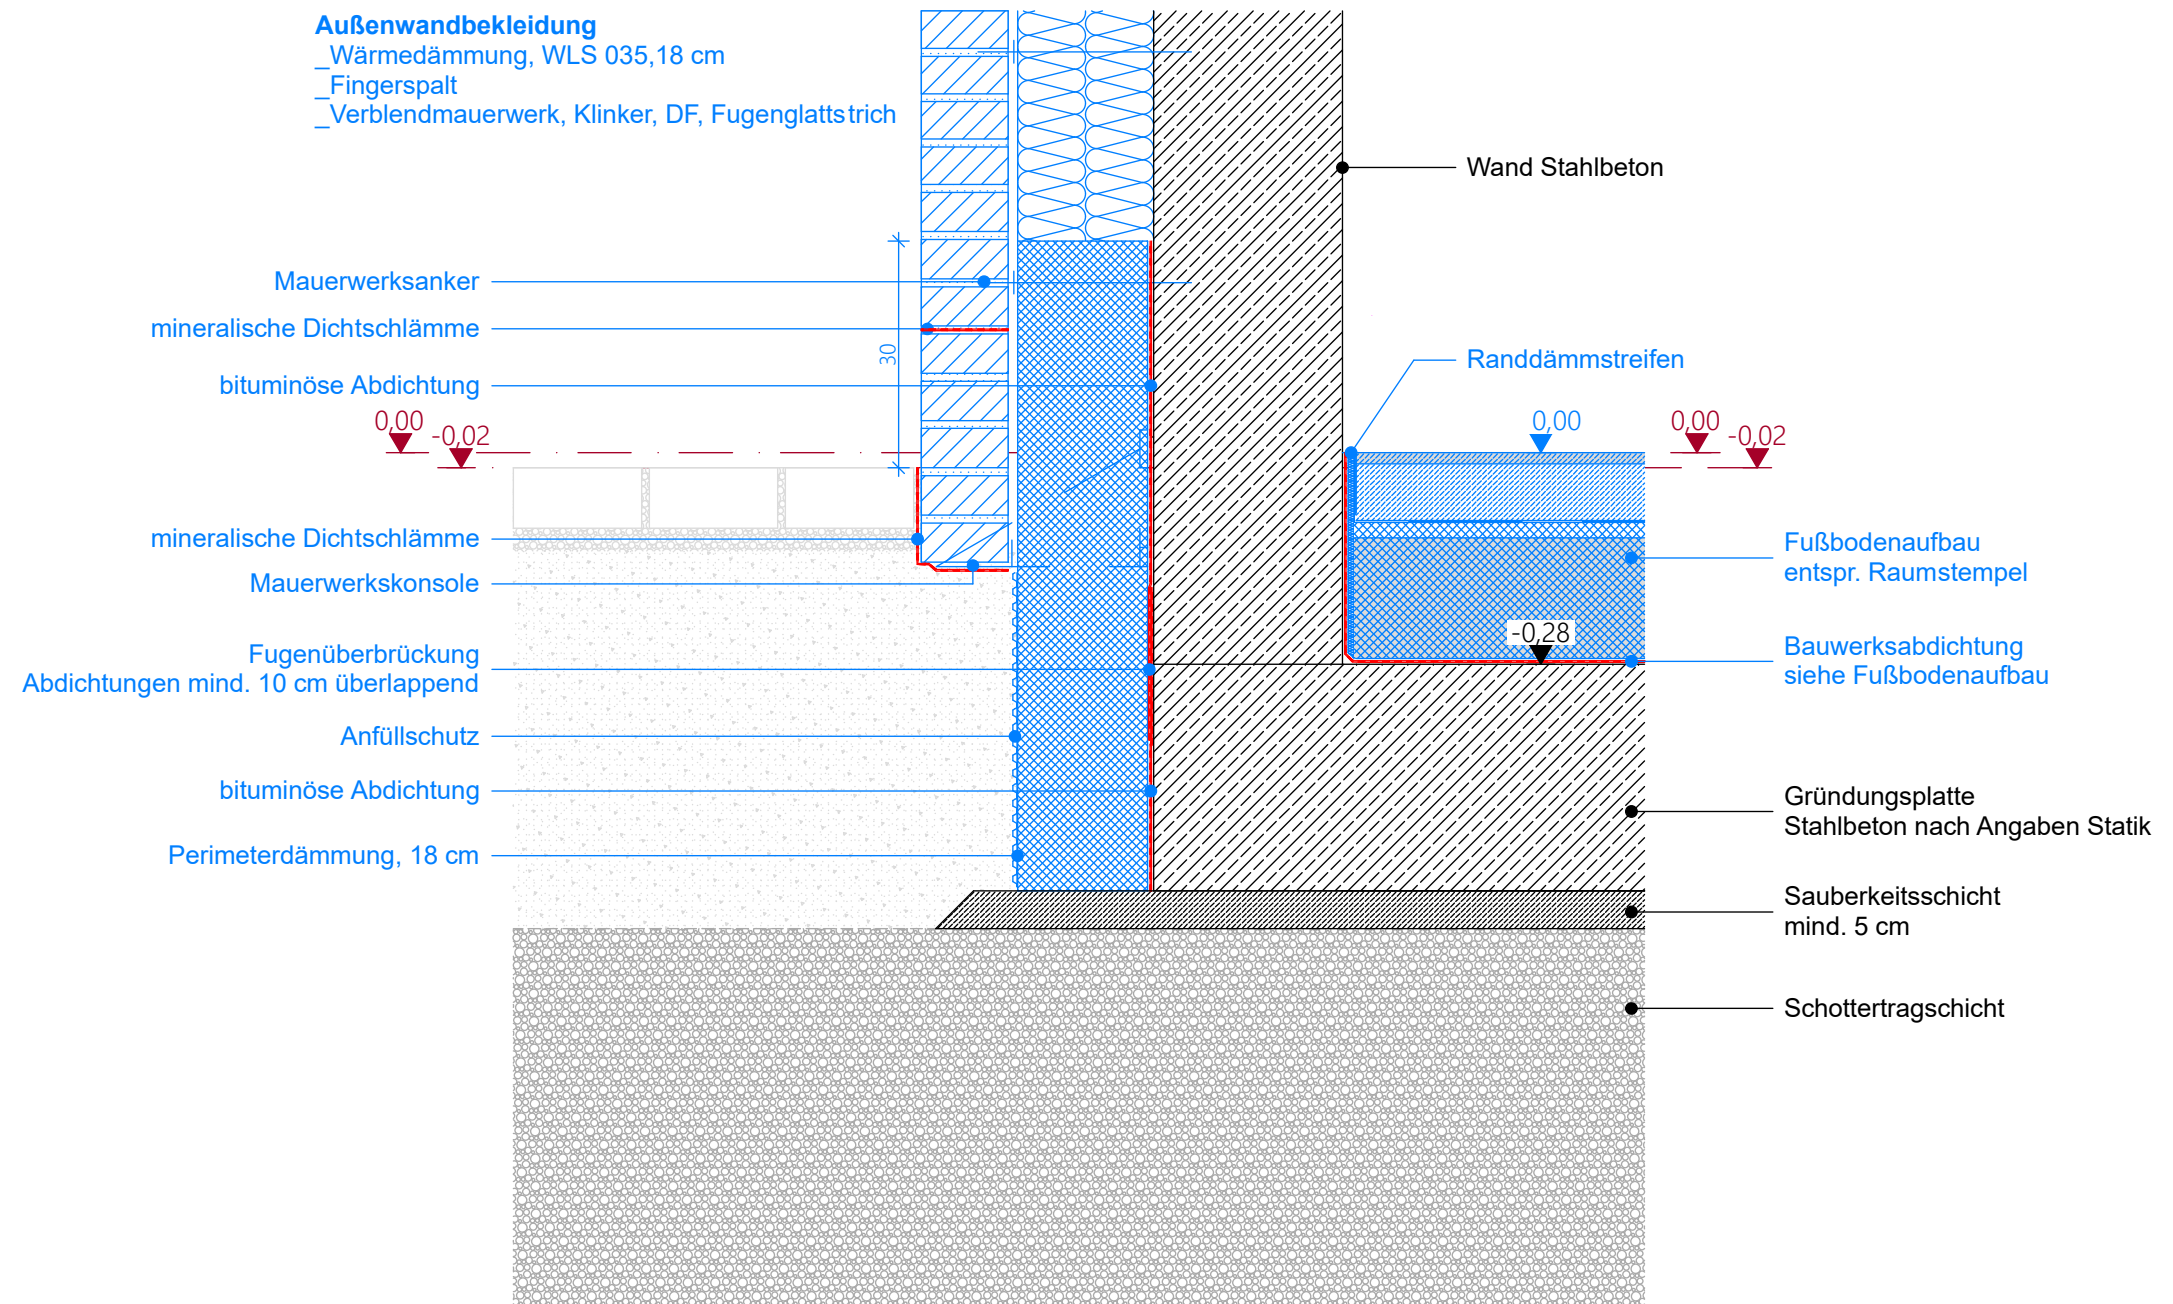 Außenwandbekleidung
_Wärmedämmung, WLS 035,18 cm
_Fingerspalt
_Verblendmauerwerk, Klinker, DF, Fugenglattstrich
Wand Stahlbeton
Mauerwerksanker
mineralische Dichtschlämme
30
Randdämmstreifen
bituminöse Abdichtung
0,00
-0,02
0,00
0,00
-0,02
mineralische Dichtschlämme
Mauerwerkskonsole
Fußbodenaufbau
entspr. Raumstempel
-0,28
Bauwerksabdichtung
siehe Fußbodenaufbau
Fugenüberbrückung
Abdichtungen mind. 10 cm überlappend
Anfüllschutz
bituminöse Abdichtung
Gründungsplatte
Stahlbeton nach Angaben Statik
Perimeterdämmung, 18 cm
Sauberkeitsschicht
mind. 5 cm
Schottertragschicht